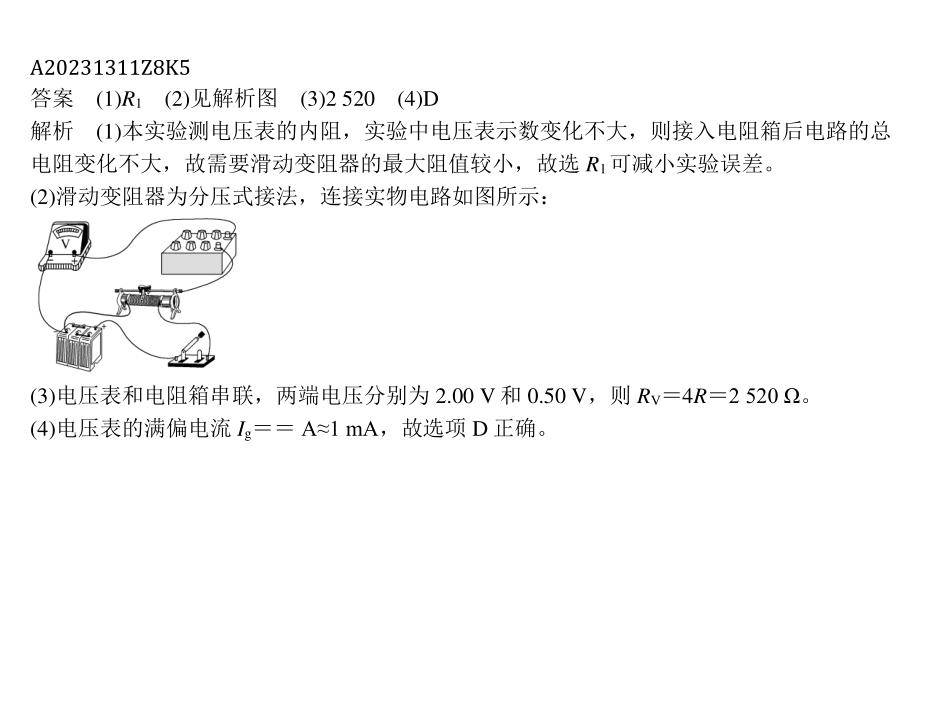 A20231311Z8K5
答案　(1)R1　(2)见解析图　(3)2 520　(4)D
解析　(1)本实验测电压表的内阻，实验中电压表示数变化不大，则接入电阻箱后电路的总
电阻变化不大，故需要滑动变阻器的最大阻值较小，故选 R1 可减小实验误差。
(2)滑动变阻器为分压式接法，连接实物电路如图所示：
V
− +
(3)电压表和电阻箱串联，两端电压分别为 2.00 V 和 0.50 V，则 RV＝4R＝2 520 Ω。
(4)电压表的满偏电流 Ig＝＝ A≈1 mA，故选项 D 正确。